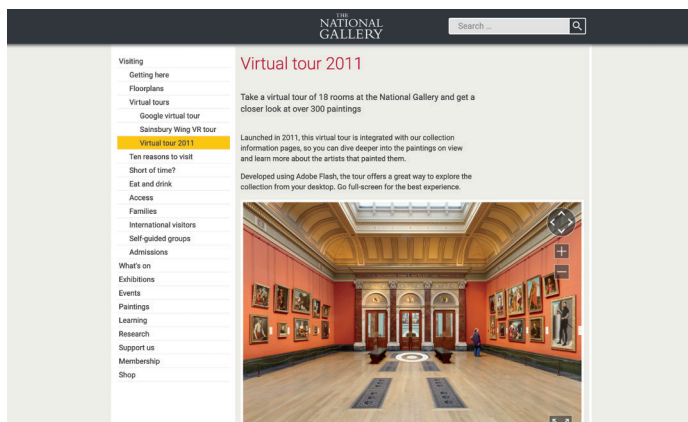 THE
NATIONAL
GALLERY
Search ...
Visiting
Getting here
Floorplans
Virtual tours
Google virtual tour
Sainsbury Wing VR tour
Virtual tour 2011
Ten reasons to visit
Short of time?
Eat and drink
Access
Families
International visitors
Self-guided groups
Admissions
What's on
Exhibitions
Events
Paintings
Learning
Research
Support us
Membership
Shop
Virtual tour 2011
Take a virtual tour of 18 rooms at the National Gallery and get a
closer look at over 300 paintings
Launched in 2011, this virtual tour is integrated with our collection
information pages, so you can dive deeper into the paintings on view
and learn more about the artists that painted them.
Developed using Adobe Flash, the tour offers a great way to explore the
collection from your desktop. Go full-screen for the best experience.